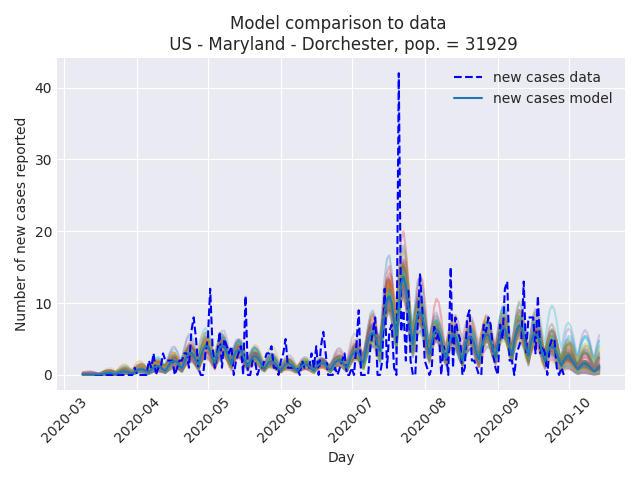 Model comparison to data
US - Maryland - Dorchester, pop. = 31929
new cases data
new cases model
Number of new cases reported
40
30
20
10
0
2020-03
2020-04
2020-05
2020-06
2020-07
2020-08
2020-09
2020-10
Day